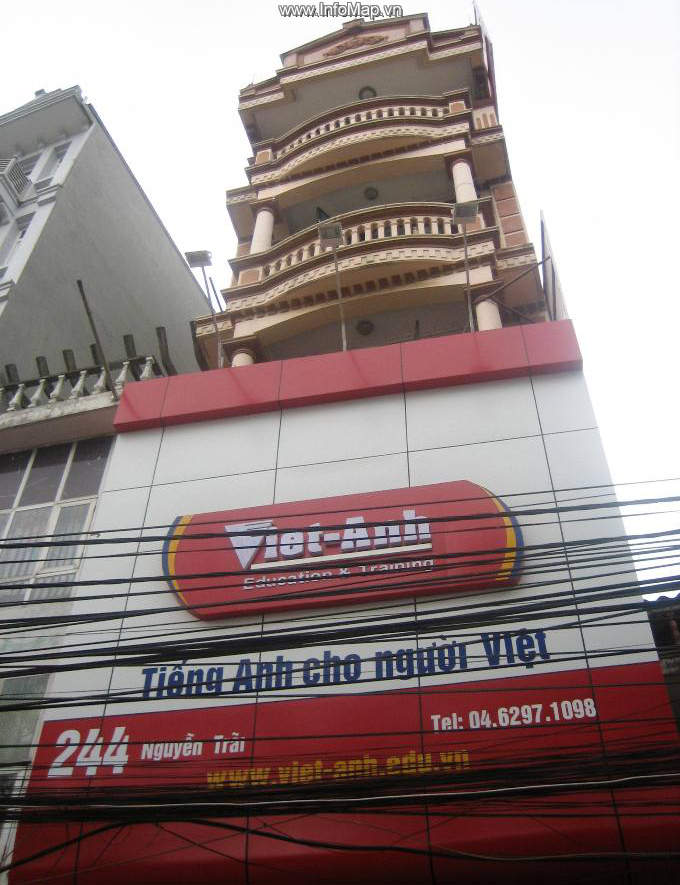 www.InfoMap.vn
Viet-Anh
Education & Training
Tiếng Anh cho người Việt
244 Nguyễn Trãi
Tel: 04.6297.1098
www.viet-anh.edu.vn